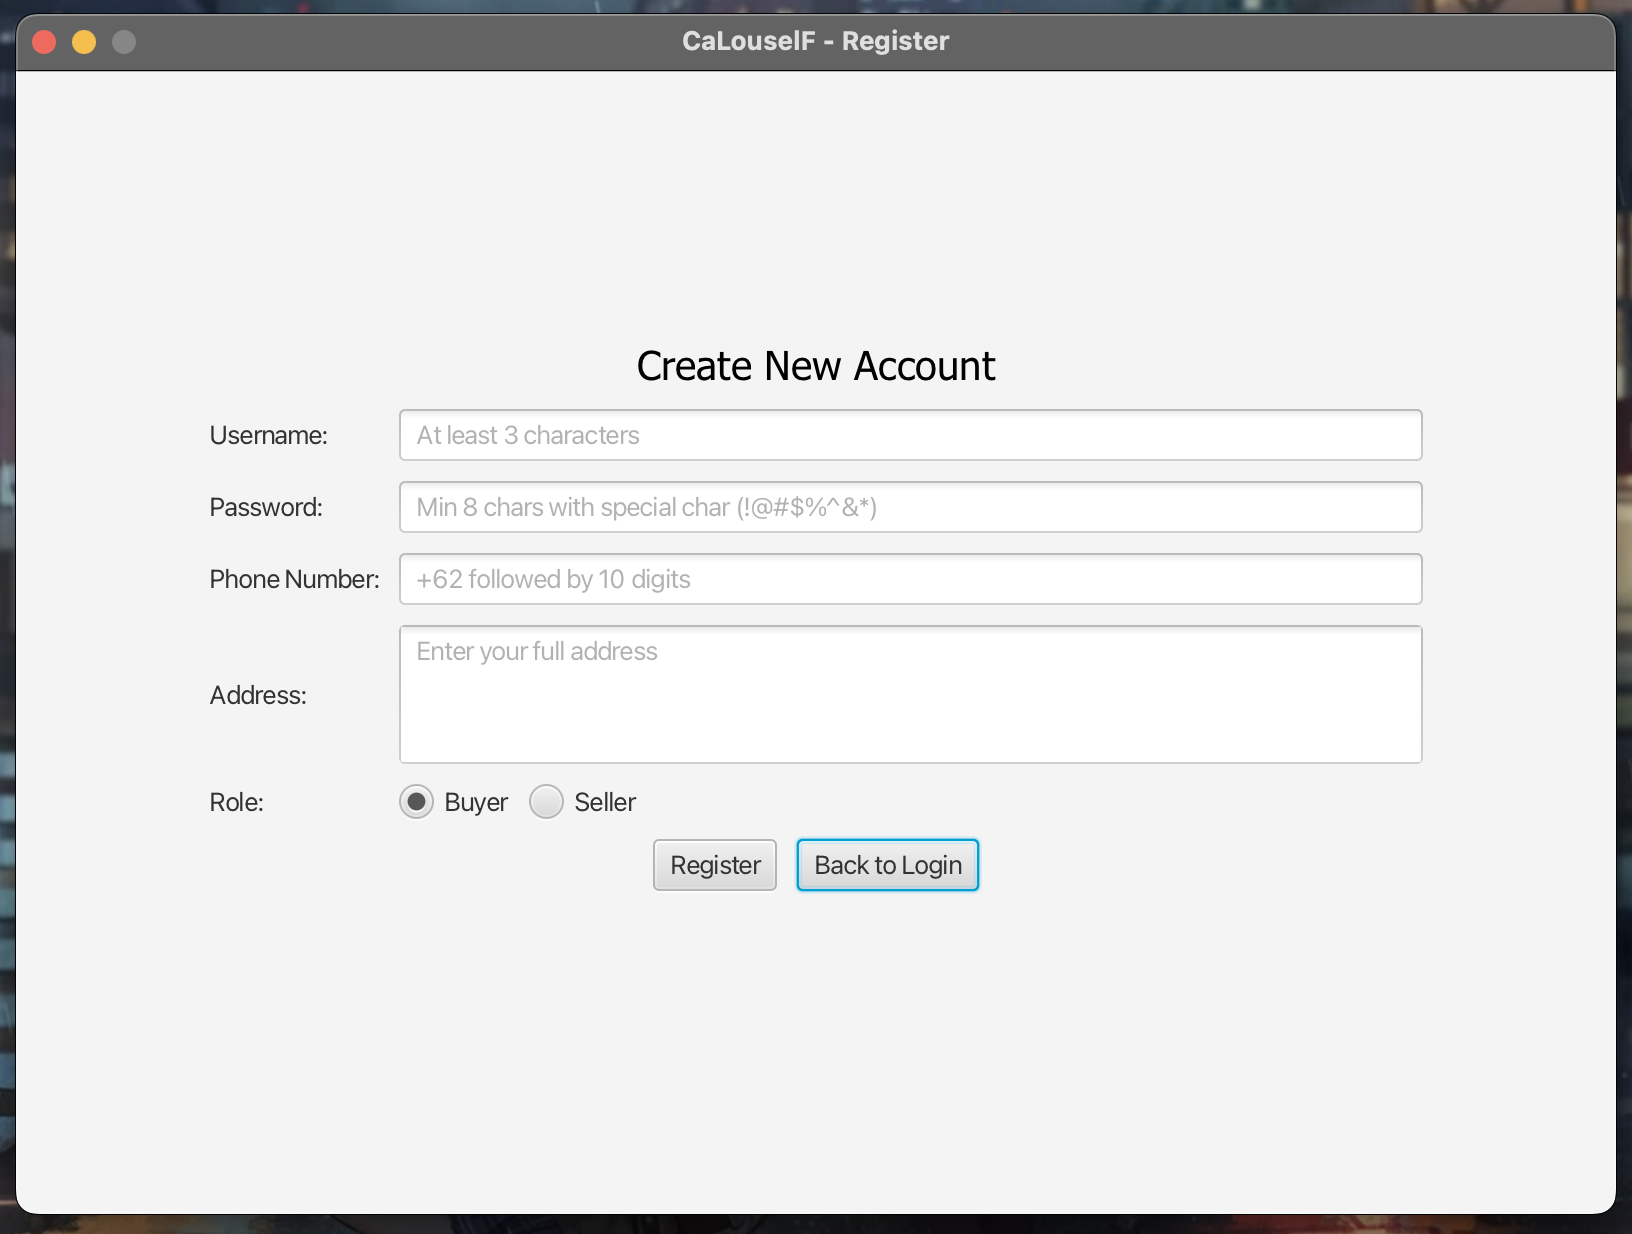 CaLouselF - Register
Create New Account
Username:
At least 3 characters
Password:
Min 8 chars with special char (!@#$%^&*)
Phone Number:
+62 followed by 10 digits
Address:
Enter your full address
Role:
Buyer
Seller
Register
Back to Login